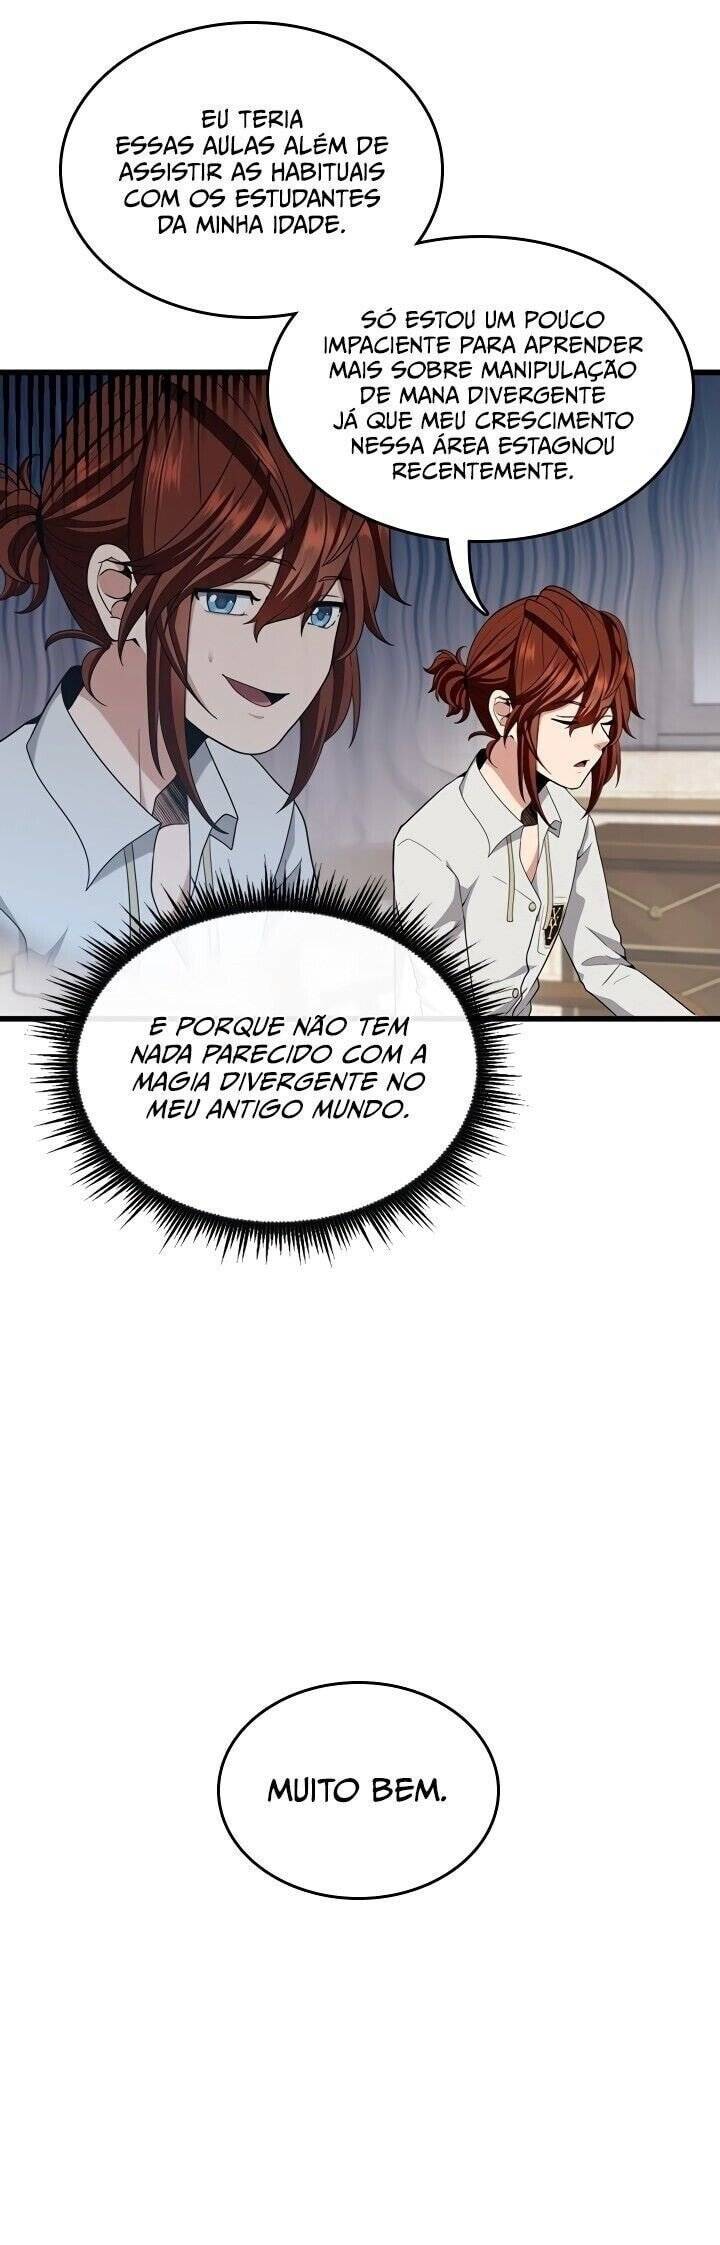 EU TERIA
ESSAS AULAS ALÉM DE
ASSISTIR AS HABITUAIS
COM OS ESTUDANTES
DA MINHA IDADE.
SÓ ESTOU UM POUCO
IMPACIENTE PARA APRENDER
MAIS SOBRE MANIPULAÇÃO
DE MANA DIVERGENTE
JÁ QUE MEU CRESCIMENTO
NESSA ÁREA ESTAGNOU
RECENTEMENTE.
E PORQUE NÃO TEM
NADA PARECIDO COM A
MAGIA DIVERGENTE NO
MEU ANTIGO MUNDO.
MUITO BEM.